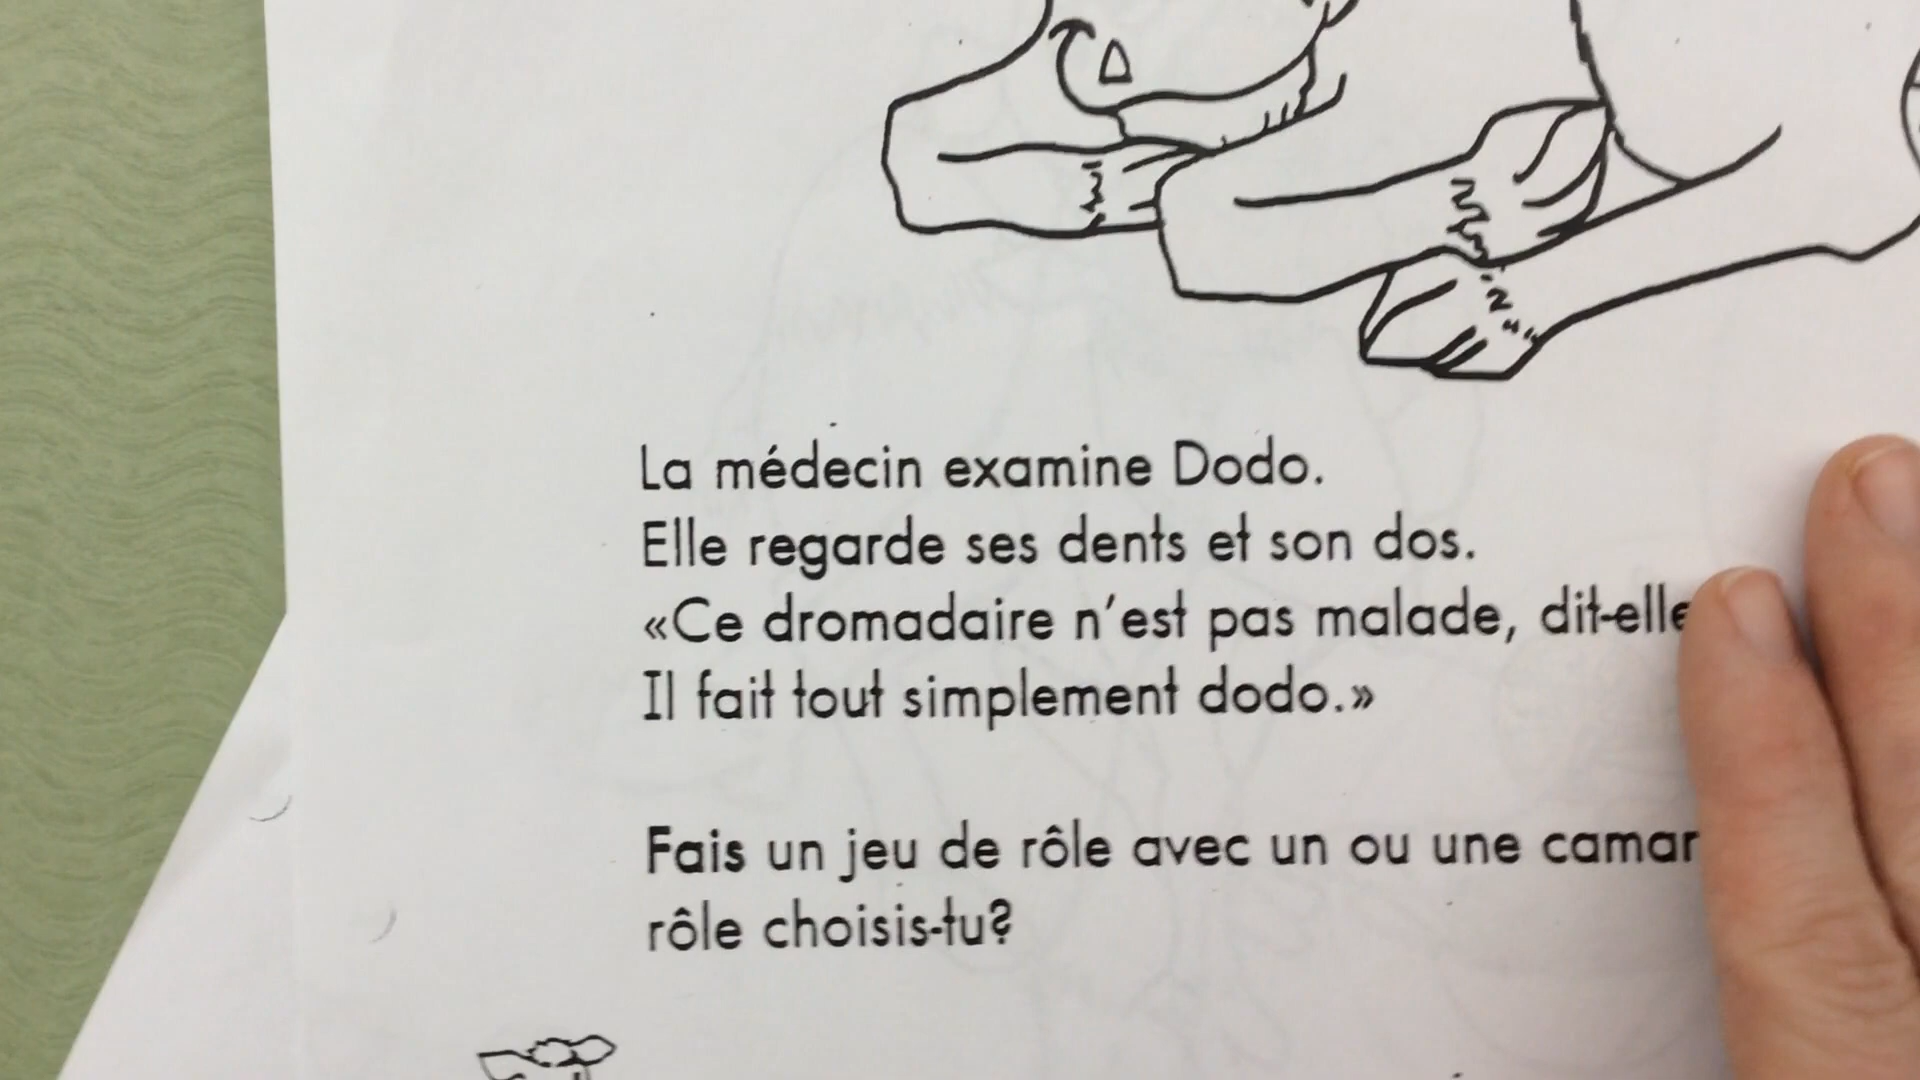 La médecin examine Dodo.
Elle regarde ses dents et son dos.
«Ce dromadaire n'est pas malade, dit-elle
Il fait tout simplement dodo.»
Fais un jeu de rôle avec un ou une
rôle choisis-tu?